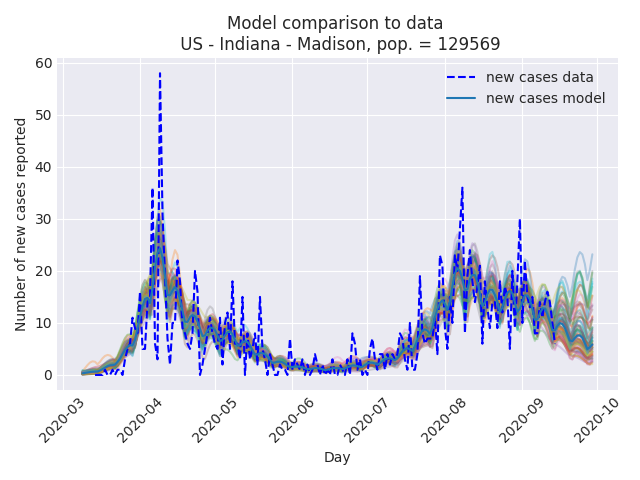 Model comparison to data
US - Indiana - Madison, pop. = 129569
60
50
40
30
20
10
0
Number of new cases reported
new cases data
new cases model
2020-03
2020-04
2020-05
2020-06
2020-07
2020-08
2020-09
2020-10
Day